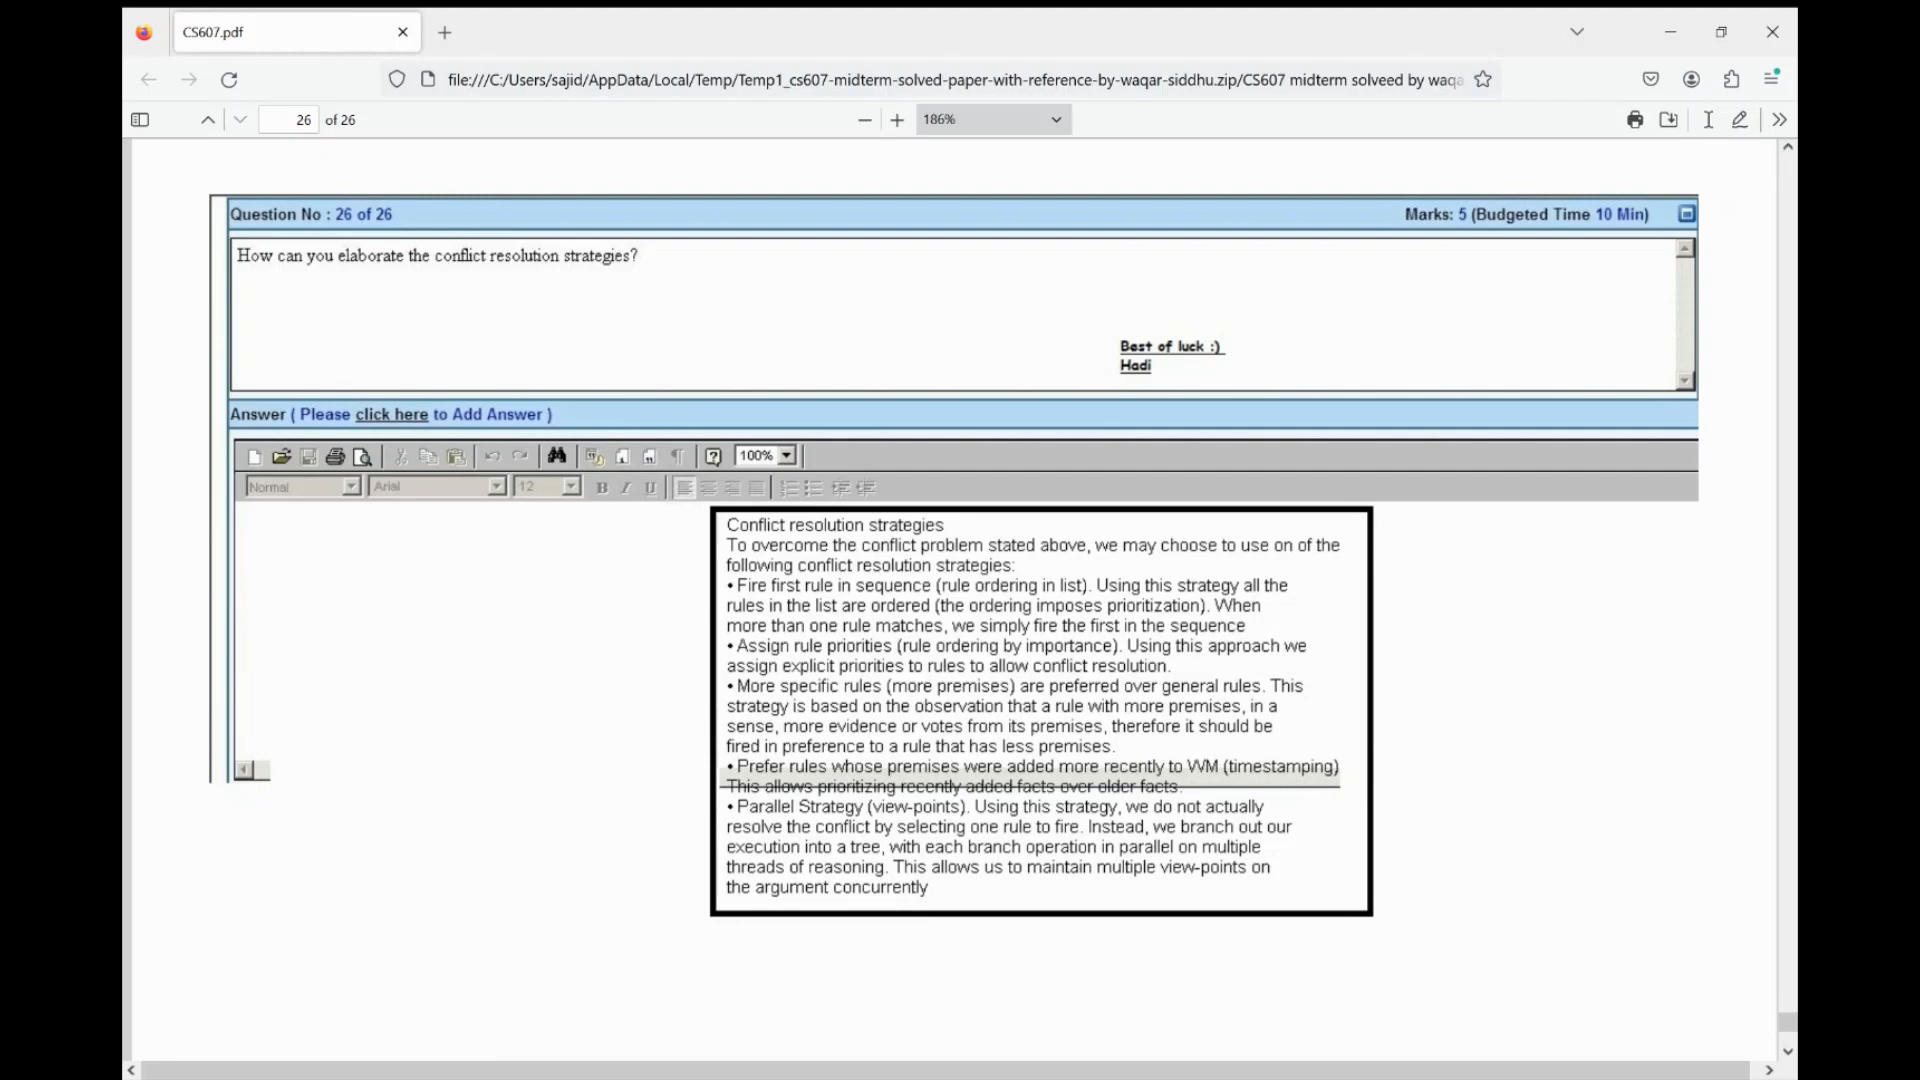 CS607.pdf
file:///C:/Users/sajid/AppData/Local/Temp/Temp1_cs607-midterm-solved-paper-with-reference-by-waqar-siddhu.zip/CS607 midterm solveed by waqa
26 of 26
186%
Question No : 26 of 26
Marks: 5 (Budgeted Time 10 Min)
How can you elaborate the conflict resolution strategies?
Best of luck :)
Hadi
Answer ( Please click here to Add Answer )
100%
Normal Arial 12 B I U
Conflict resolution strategies
To overcome the conflict problem stated above, we may choose to use on of the
following conflict resolution strategies:
• Fire first rule in sequence (rule ordering in list). Using this strategy all the
rules in the list are ordered (the ordering imposes prioritization). When
more than one rule matches, we simply fire the first in the sequence
• Assign rule priorities (rule ordering by importance). Using this approach we
assign explicit priorities to rules to allow conflict resolution.
• More specific rules (more premises) are preferred over general rules. This
strategy is based on the observation that a rule with more premises, in a
sense, more evidence or votes from its premises, therefore it should be
fired in preference to a rule that has less premises.
• Prefer rules whose premises were added more recently to WM (timestamping)
This allows prioritizing recently added facts over older facts.
• Parallel Strategy (view-points). Using this strategy, we do not actually
resolve the conflict by selecting one rule to fire. Instead, we branch out our
execution into a tree, with each branch operation in parallel on multiple
threads of reasoning. This allows us to maintain multiple view-points on
the argument concurrently